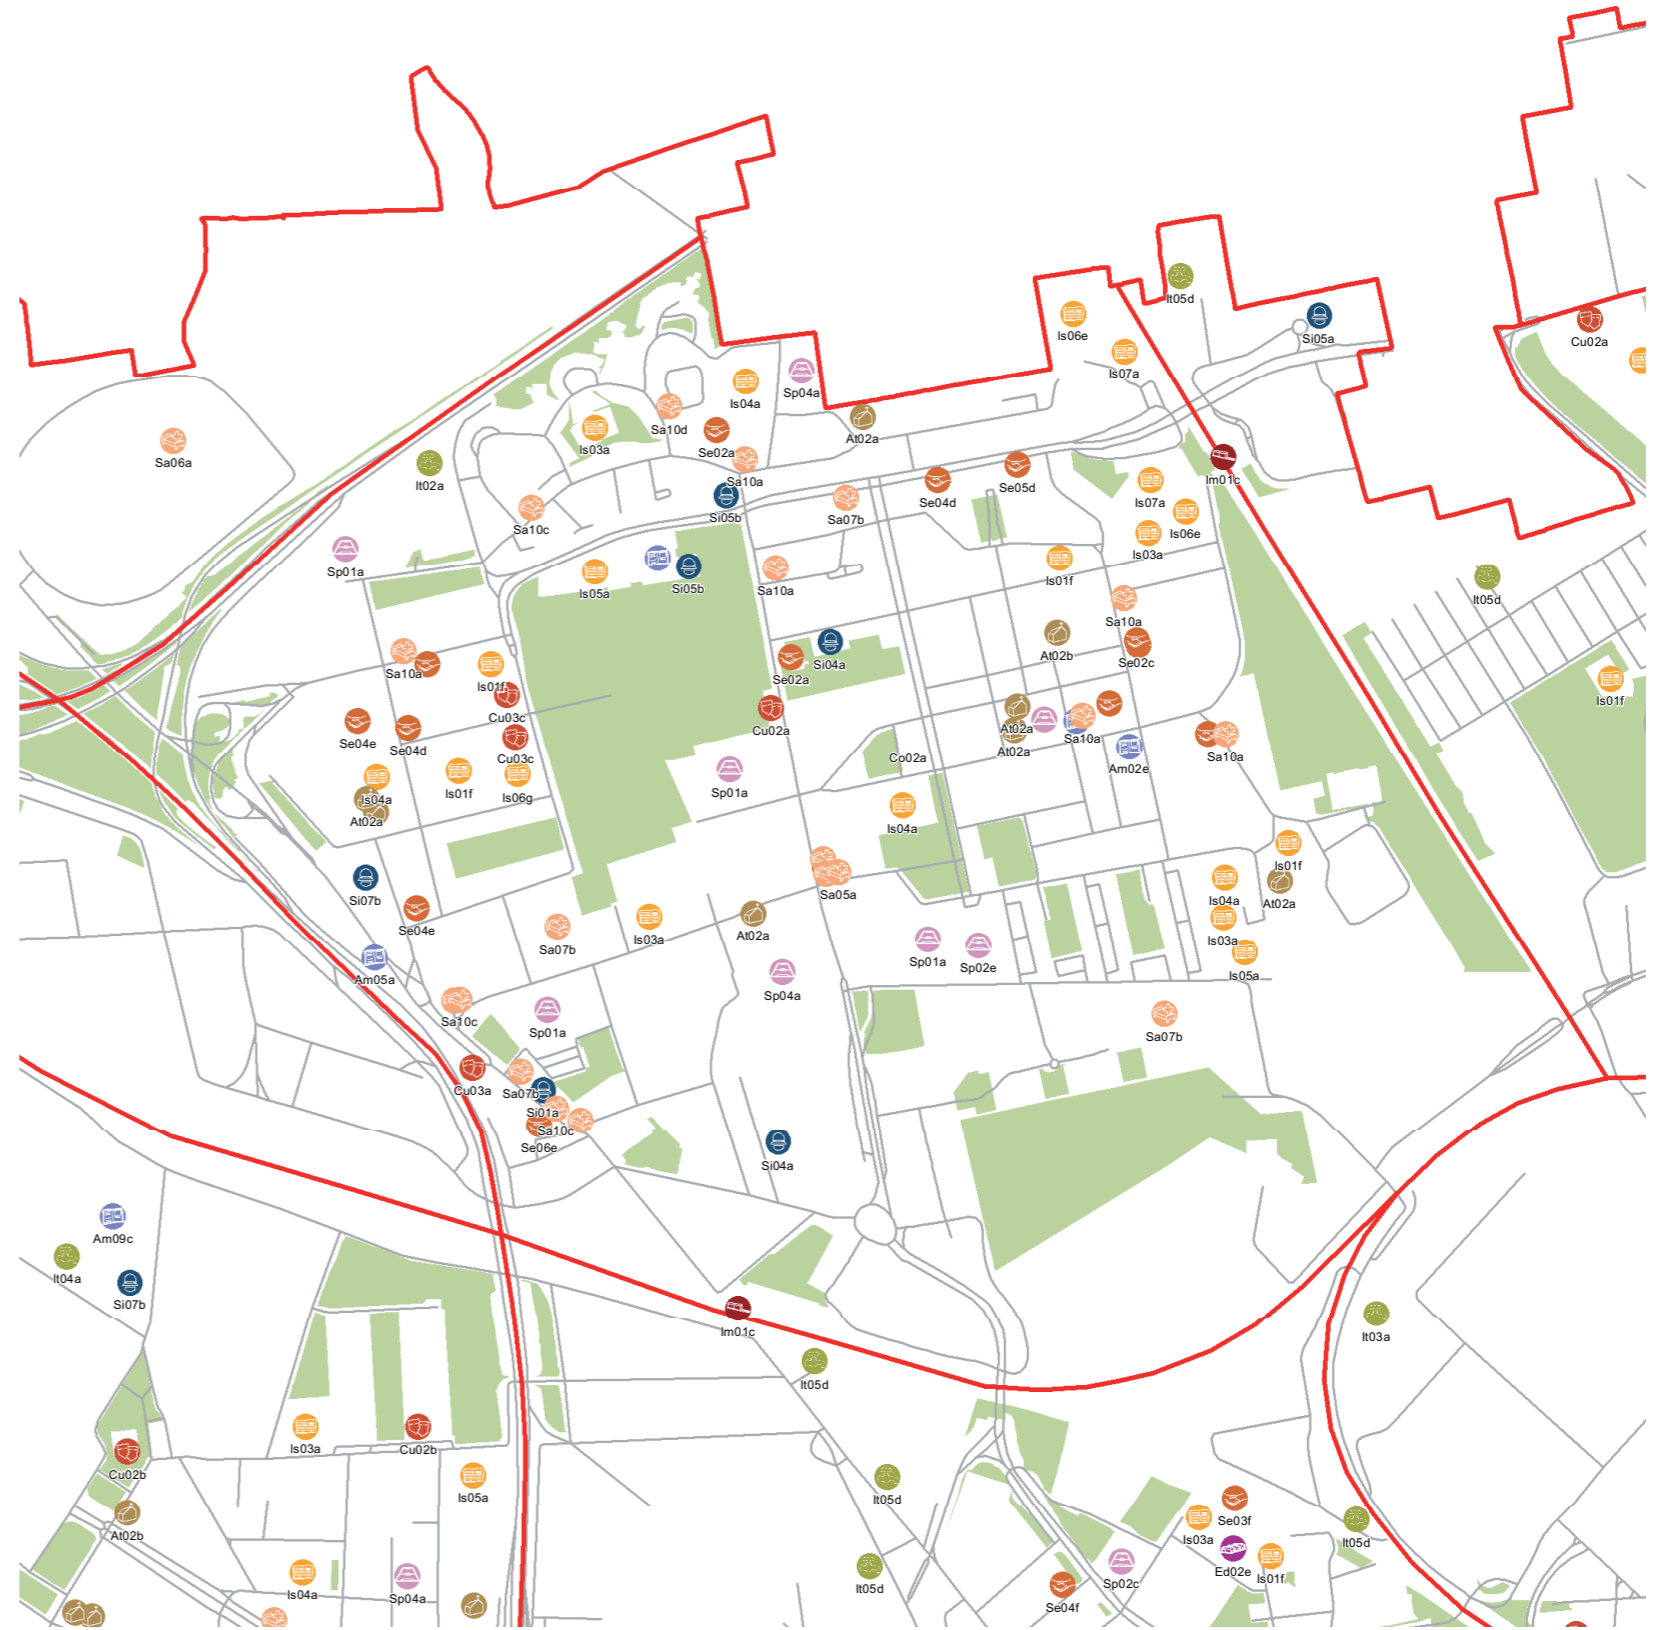 It05d
Cu02a
Is06e
Si05a
Is07a
Sp04a
Is04a
At02a
Sa10d
Is03a
Se02a
Sa06a
It02a
Sa10a
Im01c
Se05d
Se04d
Is07a
Si05b
Sa07b
Sa10c
Is06e
Is03a
Sp01a
Is01f
Si05b
Sa10a
Is05a
It05d
Sa10a
At02b
Se02c
Si04a
Sa10a
Se02a
Is01f
Is01f
Cu03c
Cu02a
At02a
Sa10a
Se04e
Se04d
At02a
Cu03c
Co02a
Sa10a
Am02e
Sp01a
Is01f
Is06g
Is04a
At02a
Is04a
Is01f
Sa05a
Si07b
Is04a
At02a
Se04e
Is03a
At02a
Is03a
Sa07b
Sp01a
Sp02e
Is05a
Am05a
Sp04a
Sa10c
Sp01a
Sa07b
Cu03a
Sa07b
Si01a
Sa10c
Se06e
Si04a
Am09c
It04a
Si07b
Im01c
It03a
It05d
Is03a
Cu02b
Cu02b
Is05a
It05d
Se03f
At02b
Is03a
It05d
Ed02e
Is01f
Is04a
Sp04a
It05d
Sp02c
Se04f